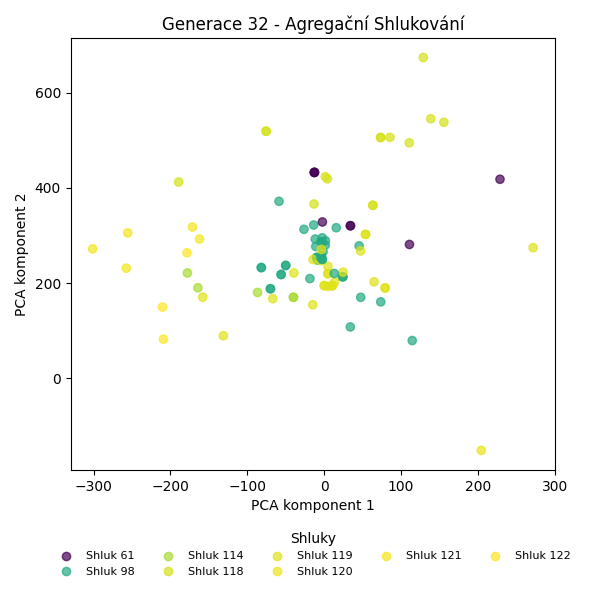 Generace 32 - Agregační Shlukování
PCA komponent 2
600
400
200
0
−300 −200 −100 0 100 200 300
PCA komponent 1
Shluky
Shluk 61 Shluk 114 Shluk 119 Shluk 121 Shluk 122
Shluk 98 Shluk 118 Shluk 120